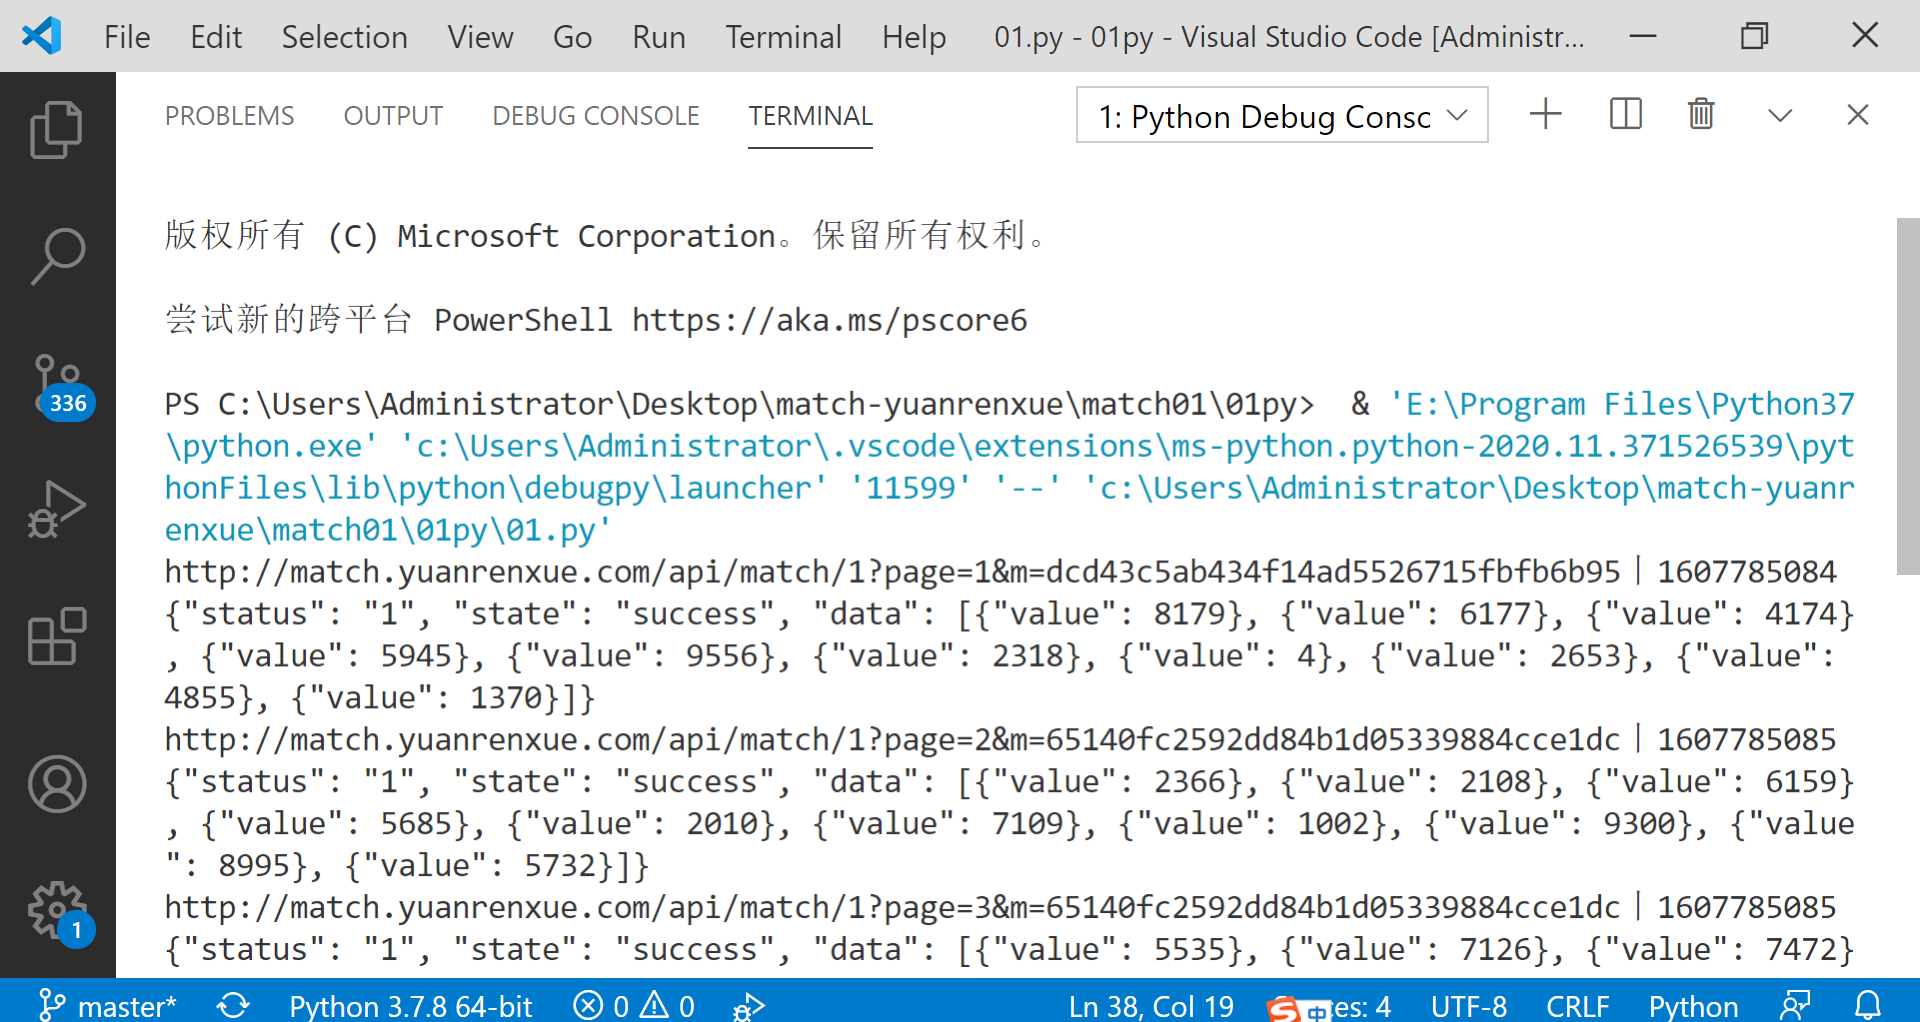 File Edit Selection View Go Run Terminal Help 01.py - 01py - Visual Studio Code [Administr...
PROBLEMS OUTPUT DEBUG CONSOLE TERMINAL 1: Python Debug Consc
版权所有 (C) Microsoft Corporation。保留所有权利。
尝试新的跨平台 PowerShell https://aka.ms/pscore6
336
PS C:\Users\Administrator\Desktop\match-yuanrenxue\match01\01py>  & 'E:\Program Files\Python37
\python.exe' 'c:\Users\Administrator\.vscode\extensions\ms-python.python-2020.11.371526539\pyt
honFiles\lib\python\debugpy\launcher' '11599' '--' 'c:\Users\Administrator\Desktop\match-yuanr
enxue\match01\01py\01.py'
http://match.yuanrenxue.com/api/match/1?page=1&m=dcd43c5ab434f14ad5526715fbfb6b95｜1607785084
{"status": "1", "state": "success", "data": [{"value": 8179}, {"value": 6177}, {"value": 4174}
, {"value": 5945}, {"value": 9556}, {"value": 2318}, {"value": 4}, {"value": 2653}, {"value":
4855}, {"value": 1370}]}
http://match.yuanrenxue.com/api/match/1?page=2&m=65140fc2592dd84b1d05339884cce1dc｜1607785085
{"status": "1", "state": "success", "data": [{"value": 2366}, {"value": 2108}, {"value": 6159}
, {"value": 5685}, {"value": 2010}, {"value": 7109}, {"value": 1002}, {"value": 9300}, {"value
": 8995}, {"value": 5732}]}
http://match.yuanrenxue.com/api/match/1?page=3&m=65140fc2592dd84b1d05339884cce1dc｜1607785085
1
{"status": "1", "state": "success", "data": [{"value": 5535}, {"value": 7126}, {"value": 7472}
master* Python 3.7.8 64-bit 0 0 Ln 38, Col 19 S 中 es: 4 UTF-8 CRLF Python